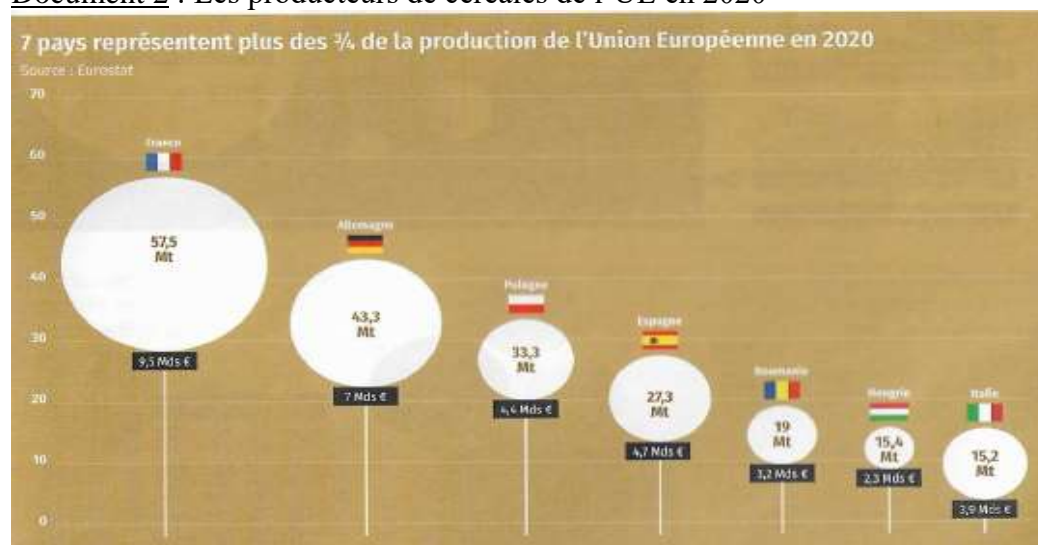 Document 2 : Les producteurs de céréales de l'UE en 2020
7 pays représentent plus des ¾ de la production de l'Union Européenne en 2020
Source : Eurostat
70
60
50
40
30
20
10
0
France
57,5
Mt
9,5 Mds €
Allemagne
43,3
Mt
7 Mds €
Pologne
33,3
Mt
4,4 Mds €
Espagne
27,3
Mt
4,7 Mds €
Roumanie
19
Mt
3,2 Mds €
Hongrie
15,4
Mt
2,3 Mds €
Italie
15,2
Mt
3,9 Mds €